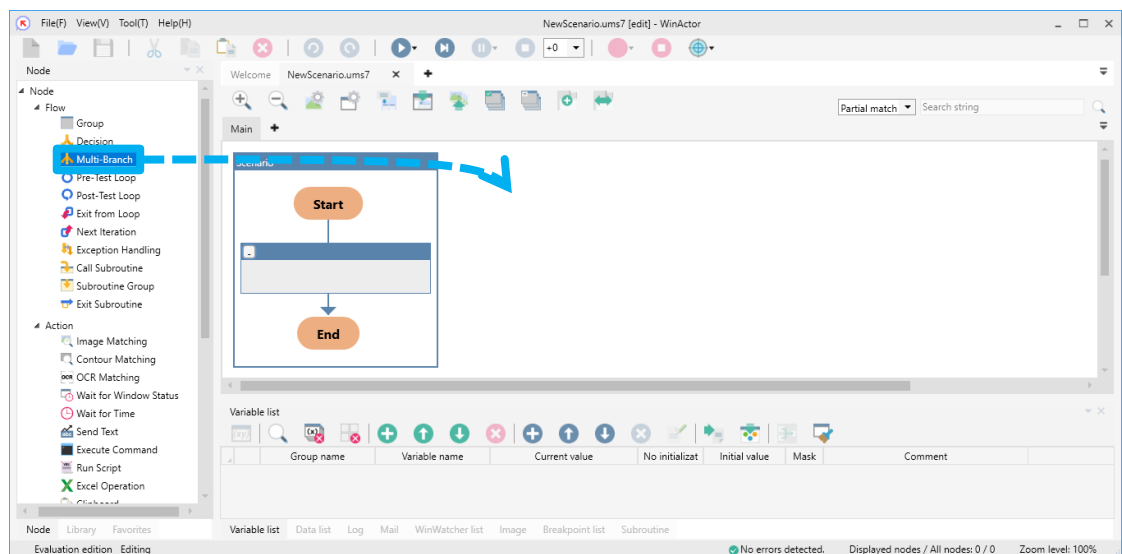 File(F) View(V) Tool(T) Help(H)
NewScenario.ums7 [edit] - WinActor
+0
Node
Welcome NewScenario.ums7
Node
Flow
Group
Decision
Multi-Branch
Pre-Test Loop
Post-Test Loop
Exit from Loop
Next Iteration
Exception Handling
Call Subroutine
Subroutine Group
Exit Subroutine
Action
Image Matching
Contour Matching
OCR Matching
Wait for Window Status
Wait for Time
Send Text
Execute Command
Run Script
Excel Operation
Clipboard
Node Library Favorites
Partial match Search string
Main
Scenario
Start
End
Variable list
Group name Variable name Current value No initializat Initial value Mask Comment
Variable list Data list Log Mail WinWatcher list Image Breakpoint list Subroutine
Evaluation edition Editing
No errors detected. Displayed nodes / All nodes: 0 / 0 Zoom level: 100%